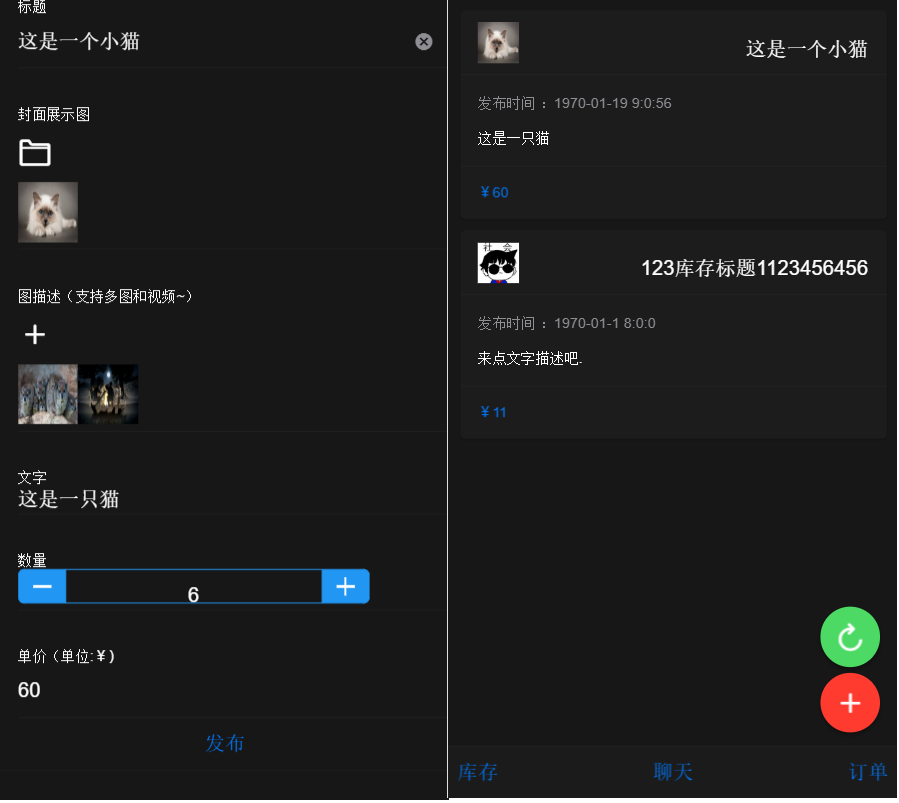 标题
这是一个小猫
封面展示图
图描述（支持多图和视频~）
文字
这是一只猫
数量
6
单价（单位:￥）
60
发布
这是一个小猫
发布时间 ：1970-01-19 9:0:56
这是一只猫
￥60
社 会
123库存标题1123456456
发布时间 ：1970-01-1 8:0:0
来点文字描述吧.
￥11
库存 聊天 订单